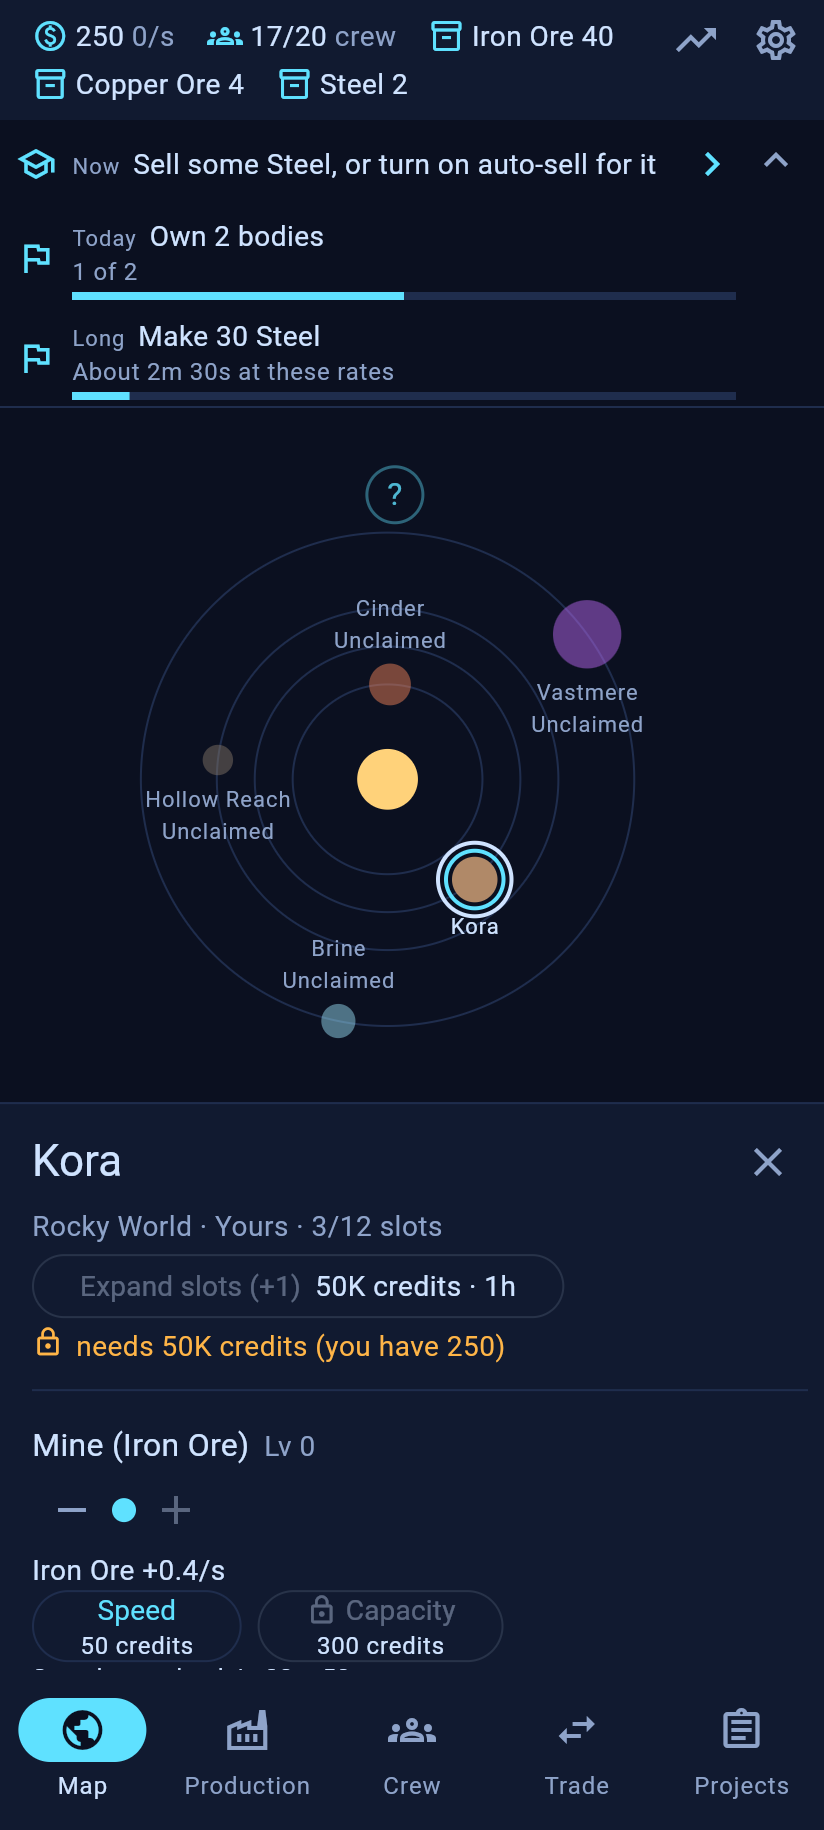 250 0/s 17/20 crew Iron Ore 40
Copper Ore 4 Steel 2
Now Sell some Steel, or turn on auto-sell for it
Today Own 2 bodies
1 of 2
Long Make 30 Steel
About 2m 30s at these rates
?
Cinder
Unclaimed
Vastmere
Unclaimed
Hollow Reach
Unclaimed
Kora
Brine
Unclaimed
Kora
Rocky World · Yours · 3/12 slots
Expand slots (+1) 50K credits · 1h
needs 50K credits (you have 250)
Mine (Iron Ore) Lv 0
Iron Ore +0.4/s
Speed Capacity
50 credits 300 credits
Map Production Crew Trade Projects